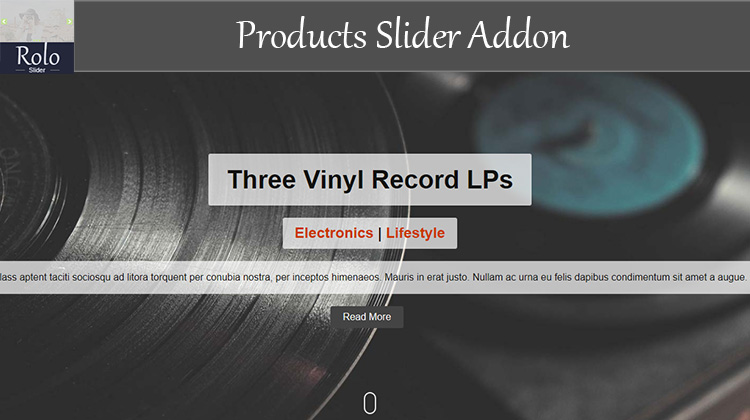 Products Slider Addon
Rolo
Slider
Three Vinyl Record LPs
Electronics | Lifestyle
lass aptent taciti sociosqu ad litora torquent per conubia nostra, per inceptos himenaeos. Mauris in erat justo. Nullam ac urna eu felis dapibus condimentum sit amet a augue.
Read More